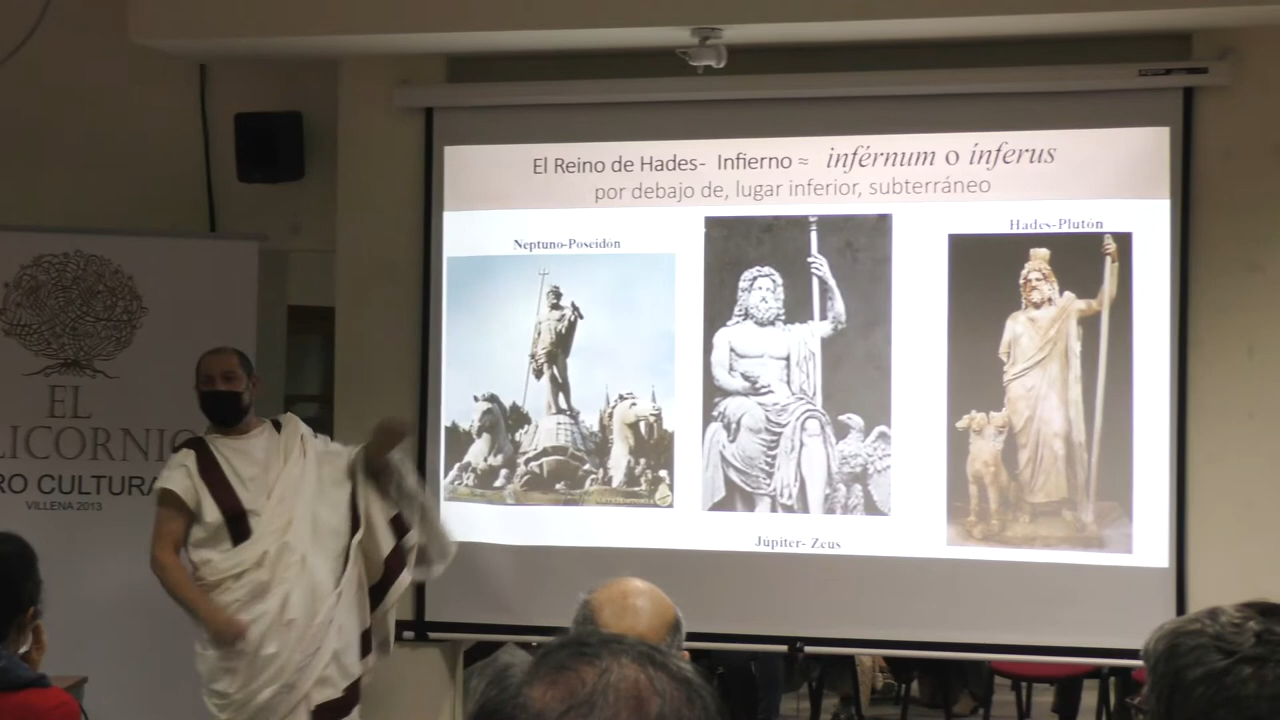 El Reino de Hades- Infierno ≈ inférnum o ínferus
por debajo de, lugar inferior, subterráneo
Neptuno-Poseidón
Hades-Plutón
Júpiter- Zeus
EL
LICORNIO
RO CULTURA
VILLENA 2013